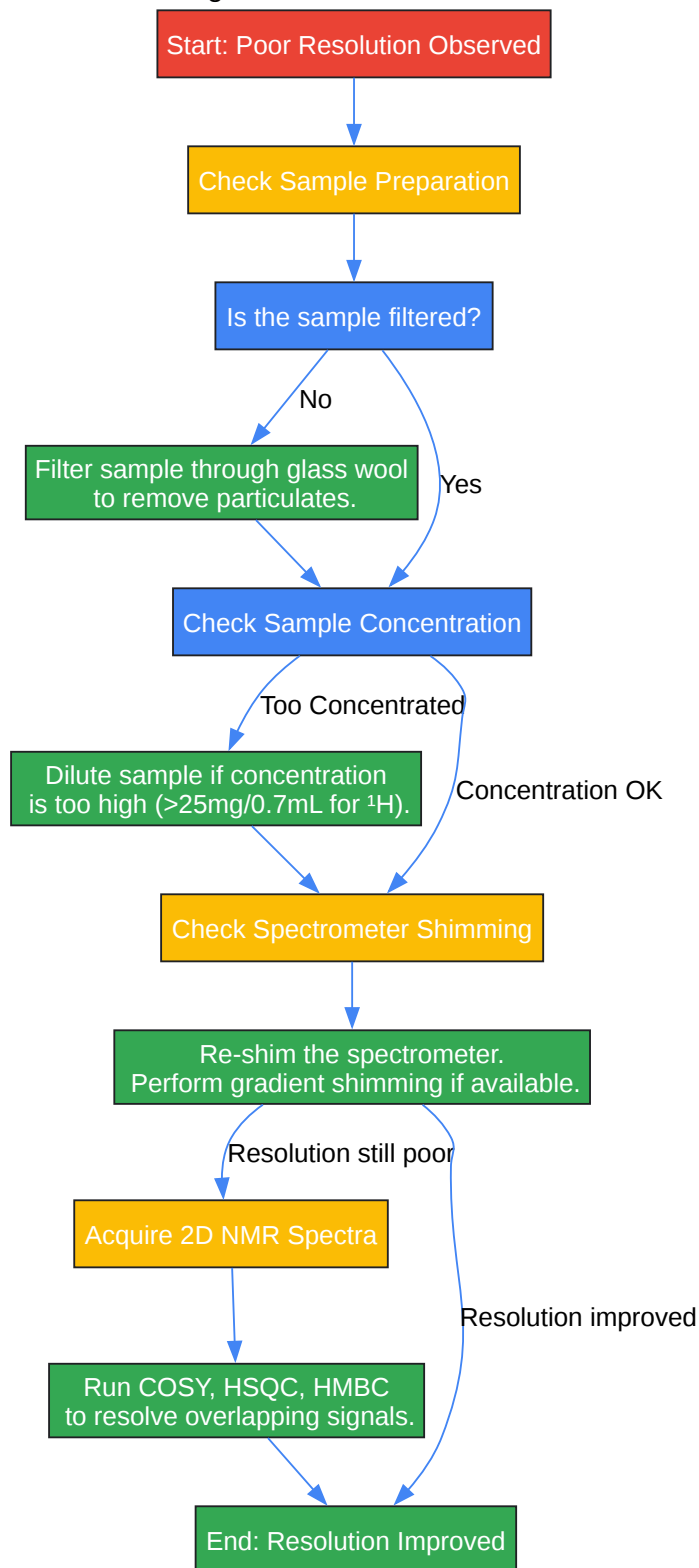 Start: Poor Resolution Observed
Check Sample Preparation
Is the sample filtered?
No
Filter sample through glass wool
to remove particulates.
Yes
Check Sample Concentration
Too Concentrated
Dilute sample if concentration
is too high (>25mg/0.7mL for ¹H).
Concentration OK
Check Spectrometer Shimming
Re-shim the spectrometer.
Perform gradient shimming if available.
Resolution still poor
Acquire 2D NMR Spectra
Resolution improved
Run COSY, HSQC, HMBC
to resolve overlapping signals.
End: Resolution Improved